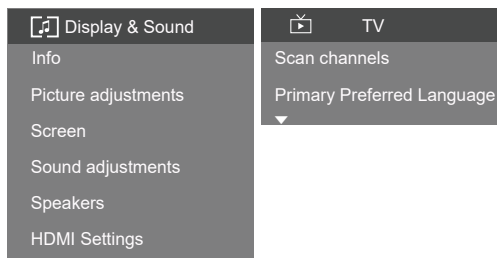 Display & Sound
Info
Picture adjustments
Screen
Sound adjustments
Speakers
HDMI Settings
TV
Scan channels
Primary Preferred Language